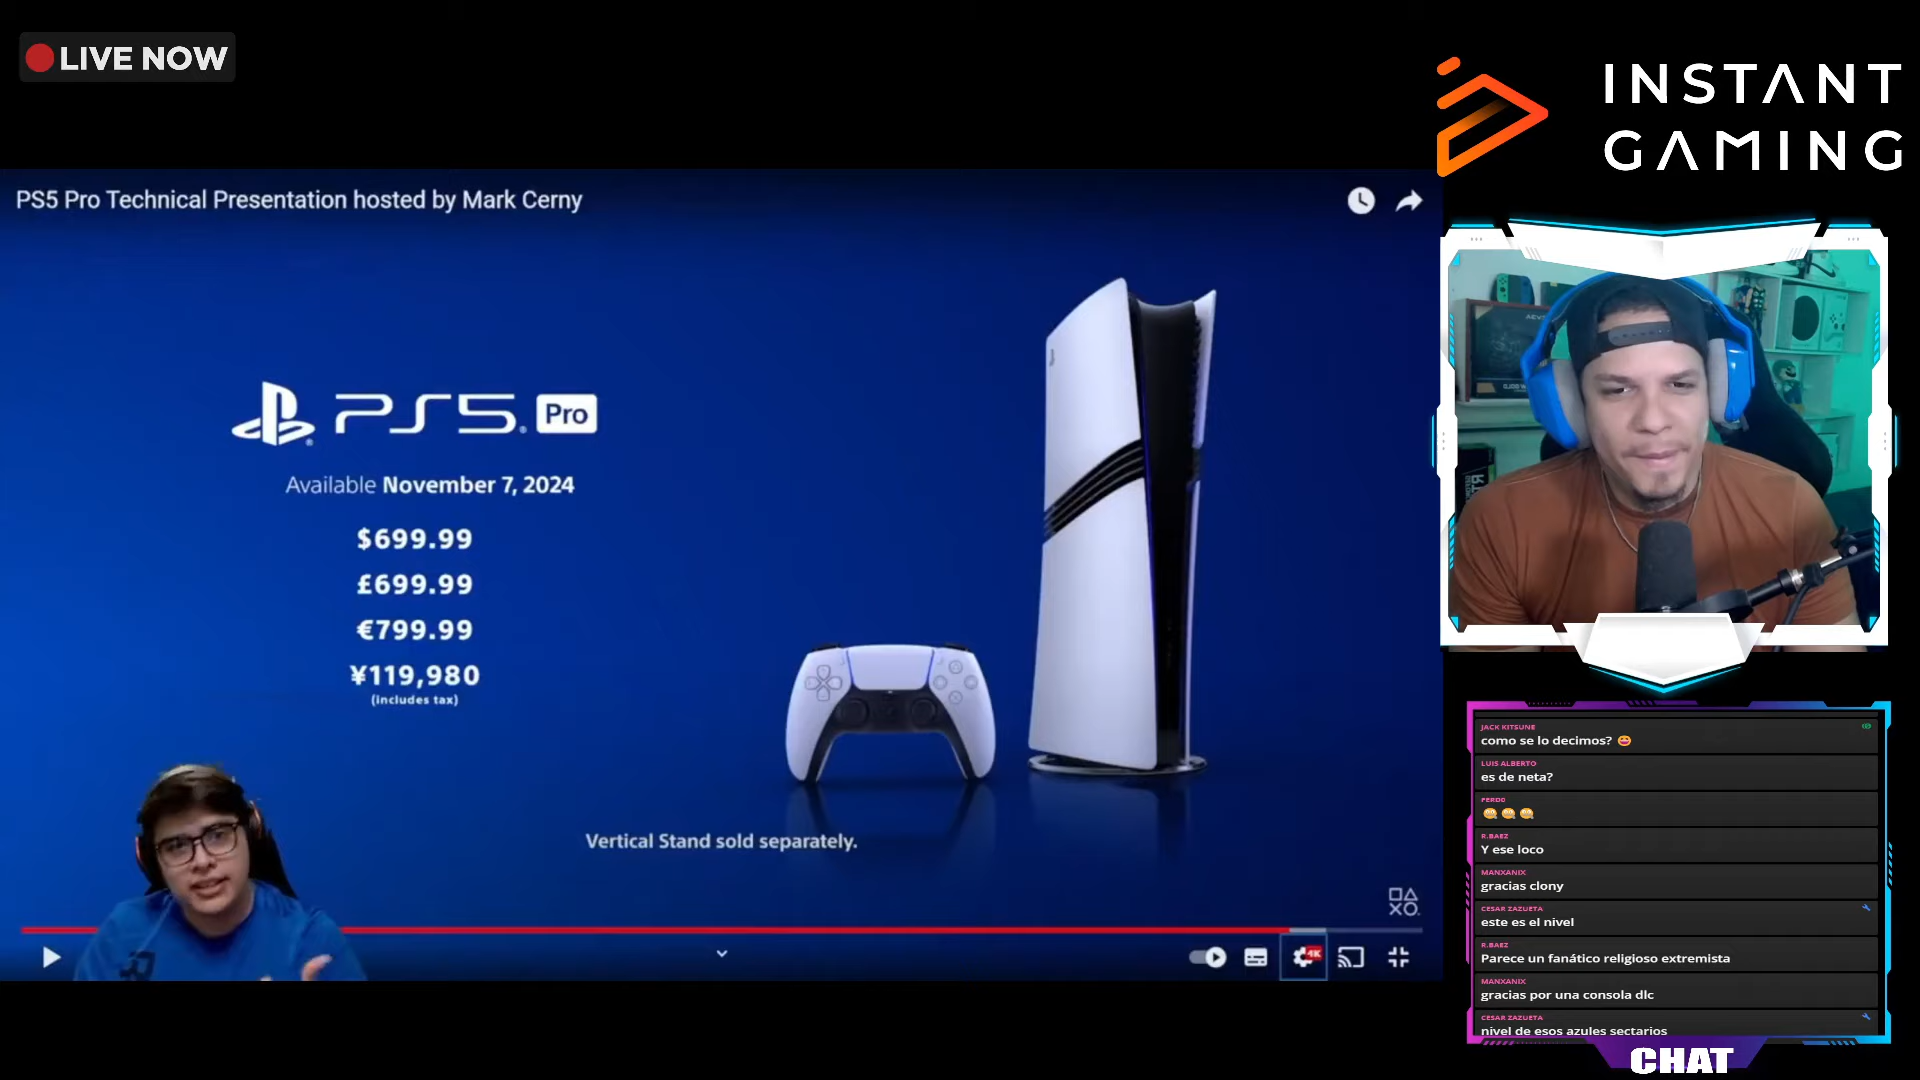 LIVE NOW
INSTANT
GAMING
PS5 Pro Technical Presentation hosted by Mark Cerny
PS5 Pro
Available November 7, 2024
$699.99
£699.99
€799.99
¥119,980
(includes tax)
Vertical Stand sold separately.
4K
JACK KITSUNE
como se lo decimos? 😆
LUIS ALBERTO
es de neta?
R.BAEZ
Y ese loco
MANXANIX
gracias clony
CESAR ZAZUETA
este es el nivel
R.BAEZ
Parece un fanático religioso extremista
MANXANIX
gracias por una consola dlc
CESAR ZAZUETA
nivel de esos azules sectarios
CHAT